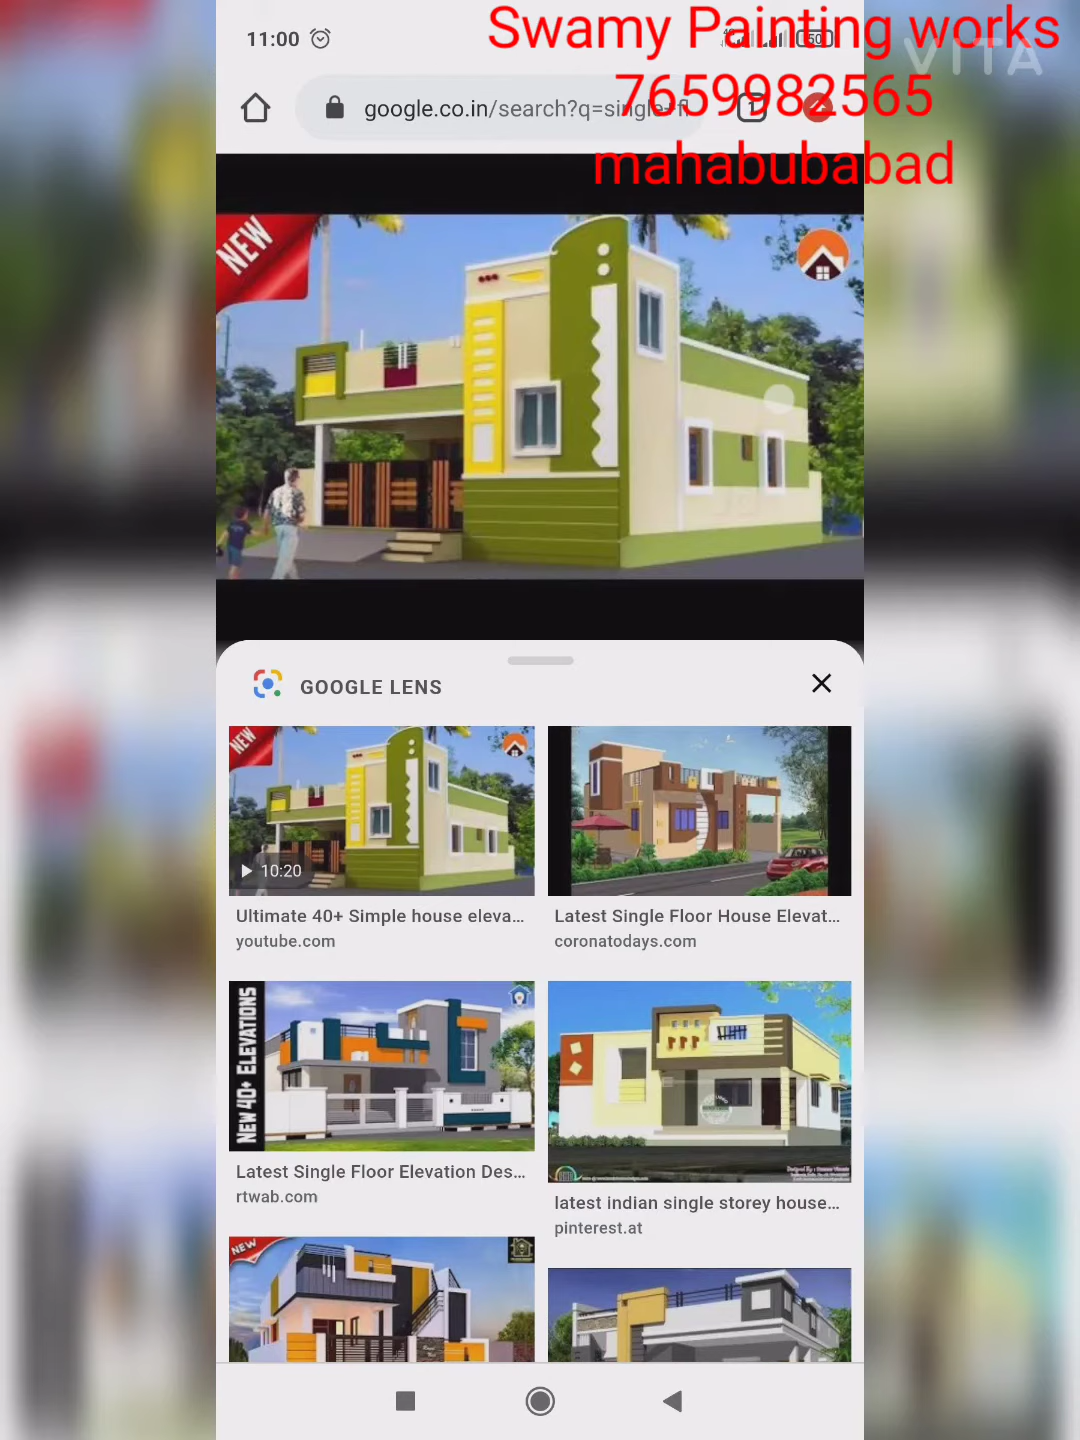 Swamy Painting works
7659982565
mahabubabad
VITA
11:00
google.co.in/search?q=single+fl
NEW
GOOGLE LENS
NEW
10:20
Ultimate 40+ Simple house eleva...
youtube.com
Latest Single Floor House Elevat...
coronatodays.com
NEW 40+ ELEVATIONS
Latest Single Floor Elevation Des...
rtwab.com
latest indian single storey house...
pinterest.at
NEW